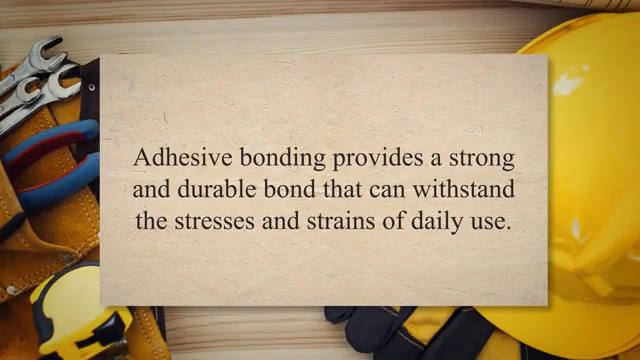 Adhesive bonding provides a strong
and durable bond that can withstand
the stresses and strains of daily use.